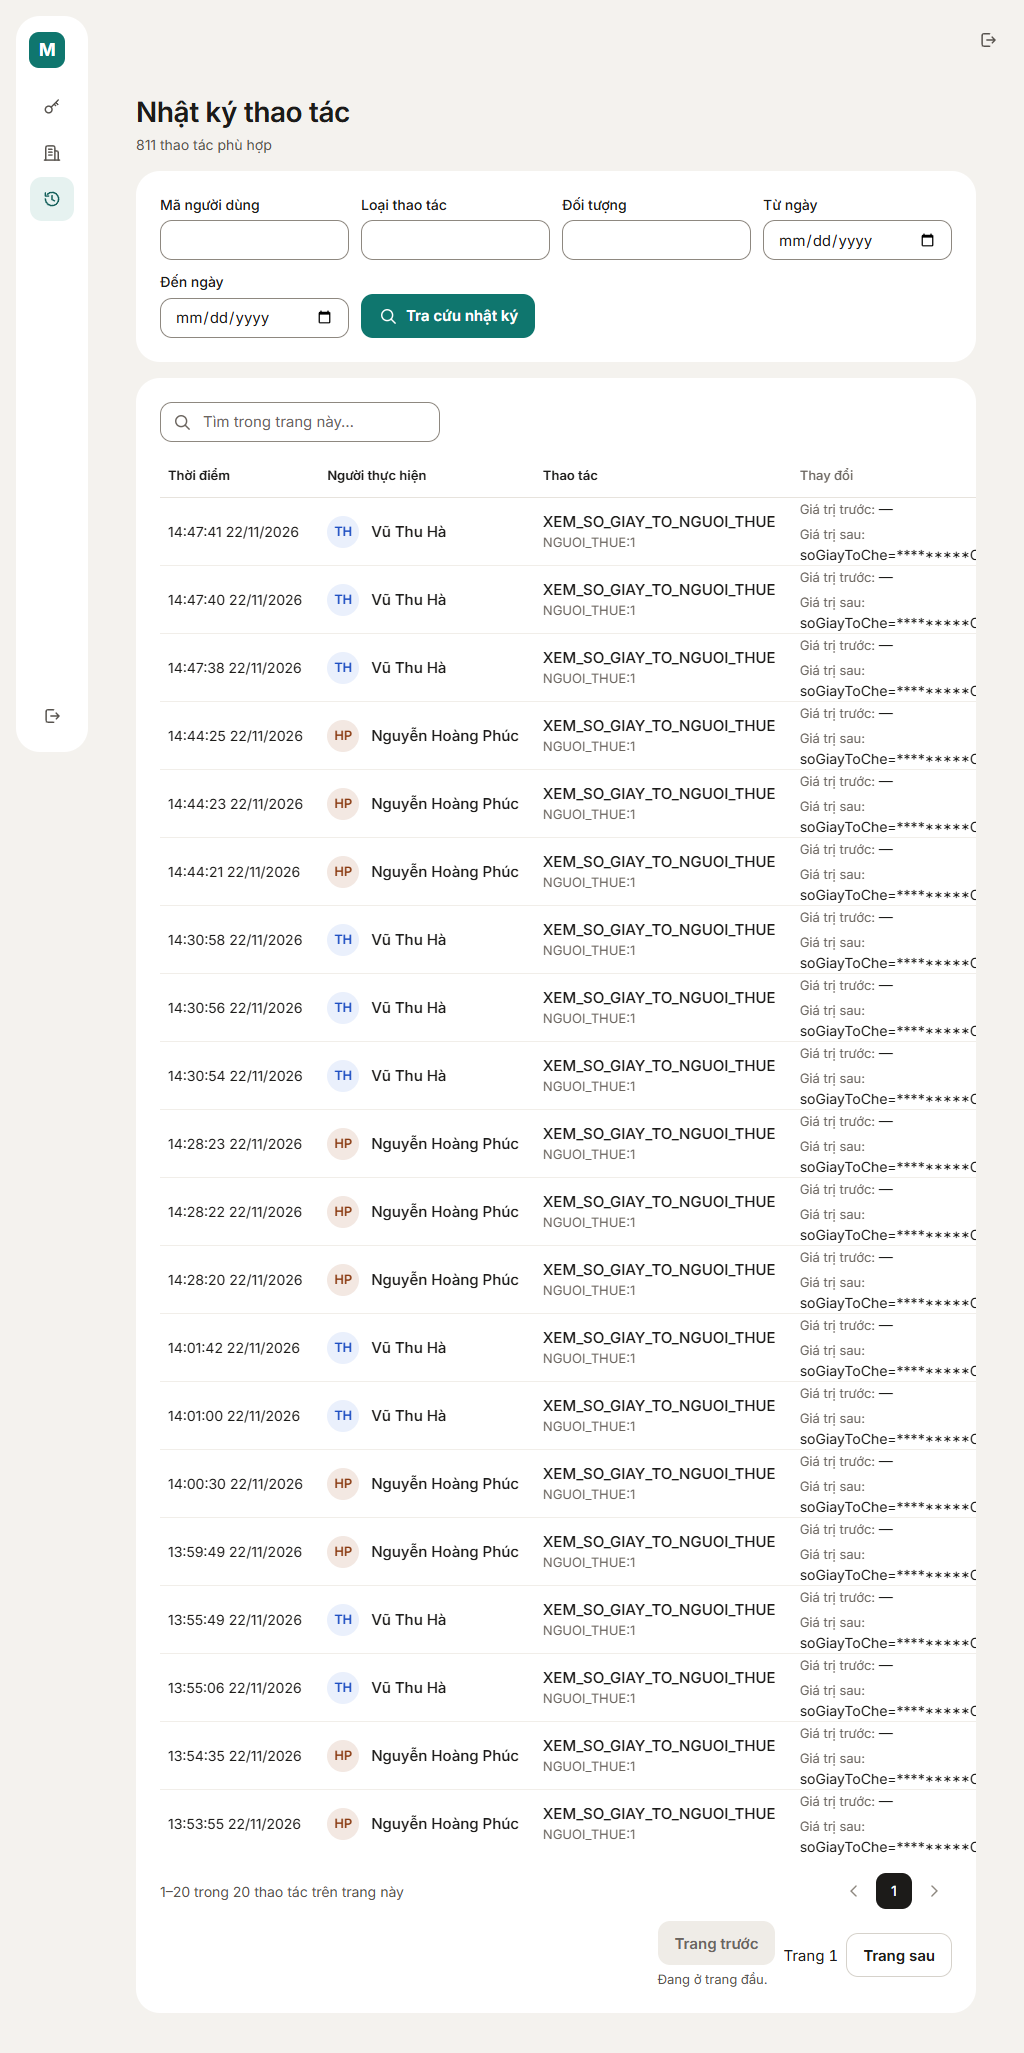 M
Nhật ký thao tác
811 thao tác phù hợp
Mã người dùng
Loại thao tác
Đối tượng
Từ ngày
mm/dd/yyyy
Đến ngày
mm/dd/yyyy
Tra cứu nhật ký
Tìm trong trang này...
Thời điểm Người thực hiện Thao tác Thay đổi
14:47:41 22/11/2026 TH Vũ Thu Hà XEM_SO_GIAY_TO_NGUOI_THUE NGUOI_THUE:1
Giá trị trước: —
Giá trị sau:
soGiayToChe=*********0
14:47:40 22/11/2026 TH Vũ Thu Hà XEM_SO_GIAY_TO_NGUOI_THUE NGUOI_THUE:1
Giá trị trước: —
Giá trị sau:
soGiayToChe=*********0
14:47:38 22/11/2026 TH Vũ Thu Hà XEM_SO_GIAY_TO_NGUOI_THUE NGUOI_THUE:1
Giá trị trước: —
Giá trị sau:
soGiayToChe=*********0
14:44:25 22/11/2026 HP Nguyễn Hoàng Phúc XEM_SO_GIAY_TO_NGUOI_THUE NGUOI_THUE:1
Giá trị trước: —
Giá trị sau:
soGiayToChe=*********0
14:44:23 22/11/2026 HP Nguyễn Hoàng Phúc XEM_SO_GIAY_TO_NGUOI_THUE NGUOI_THUE:1
Giá trị trước: —
Giá trị sau:
soGiayToChe=*********0
14:44:21 22/11/2026 HP Nguyễn Hoàng Phúc XEM_SO_GIAY_TO_NGUOI_THUE NGUOI_THUE:1
Giá trị trước: —
Giá trị sau:
soGiayToChe=*********0
14:30:58 22/11/2026 TH Vũ Thu Hà XEM_SO_GIAY_TO_NGUOI_THUE NGUOI_THUE:1
Giá trị trước: —
Giá trị sau:
soGiayToChe=*********0
14:30:56 22/11/2026 TH Vũ Thu Hà XEM_SO_GIAY_TO_NGUOI_THUE NGUOI_THUE:1
Giá trị trước: —
Giá trị sau:
soGiayToChe=*********0
14:30:54 22/11/2026 TH Vũ Thu Hà XEM_SO_GIAY_TO_NGUOI_THUE NGUOI_THUE:1
Giá trị trước: —
Giá trị sau:
soGiayToChe=*********0
14:28:23 22/11/2026 HP Nguyễn Hoàng Phúc XEM_SO_GIAY_TO_NGUOI_THUE NGUOI_THUE:1
Giá trị trước: —
Giá trị sau:
soGiayToChe=*********0
14:28:22 22/11/2026 HP Nguyễn Hoàng Phúc XEM_SO_GIAY_TO_NGUOI_THUE NGUOI_THUE:1
Giá trị trước: —
Giá trị sau:
soGiayToChe=*********0
14:28:20 22/11/2026 HP Nguyễn Hoàng Phúc XEM_SO_GIAY_TO_NGUOI_THUE NGUOI_THUE:1
Giá trị trước: —
Giá trị sau:
soGiayToChe=*********0
14:01:42 22/11/2026 TH Vũ Thu Hà XEM_SO_GIAY_TO_NGUOI_THUE NGUOI_THUE:1
Giá trị trước: —
Giá trị sau:
soGiayToChe=*********0
14:01:00 22/11/2026 TH Vũ Thu Hà XEM_SO_GIAY_TO_NGUOI_THUE NGUOI_THUE:1
Giá trị trước: —
Giá trị sau:
soGiayToChe=*********0
14:00:30 22/11/2026 HP Nguyễn Hoàng Phúc XEM_SO_GIAY_TO_NGUOI_THUE NGUOI_THUE:1
Giá trị trước: —
Giá trị sau:
soGiayToChe=*********0
13:59:49 22/11/2026 HP Nguyễn Hoàng Phúc XEM_SO_GIAY_TO_NGUOI_THUE NGUOI_THUE:1
Giá trị trước: —
Giá trị sau:
soGiayToChe=*********0
13:55:49 22/11/2026 TH Vũ Thu Hà XEM_SO_GIAY_TO_NGUOI_THUE NGUOI_THUE:1
Giá trị trước: —
Giá trị sau:
soGiayToChe=*********0
13:55:06 22/11/2026 TH Vũ Thu Hà XEM_SO_GIAY_TO_NGUOI_THUE NGUOI_THUE:1
Giá trị trước: —
Giá trị sau:
soGiayToChe=*********0
13:54:35 22/11/2026 HP Nguyễn Hoàng Phúc XEM_SO_GIAY_TO_NGUOI_THUE NGUOI_THUE:1
Giá trị trước: —
Giá trị sau:
soGiayToChe=*********0
13:53:55 22/11/2026 HP Nguyễn Hoàng Phúc XEM_SO_GIAY_TO_NGUOI_THUE NGUOI_THUE:1
Giá trị trước: —
Giá trị sau:
soGiayToChe=*********0
1–20 trong 20 thao tác trên trang này
1
Trang trước
Trang 1
Trang sau
Đang ở trang đầu.